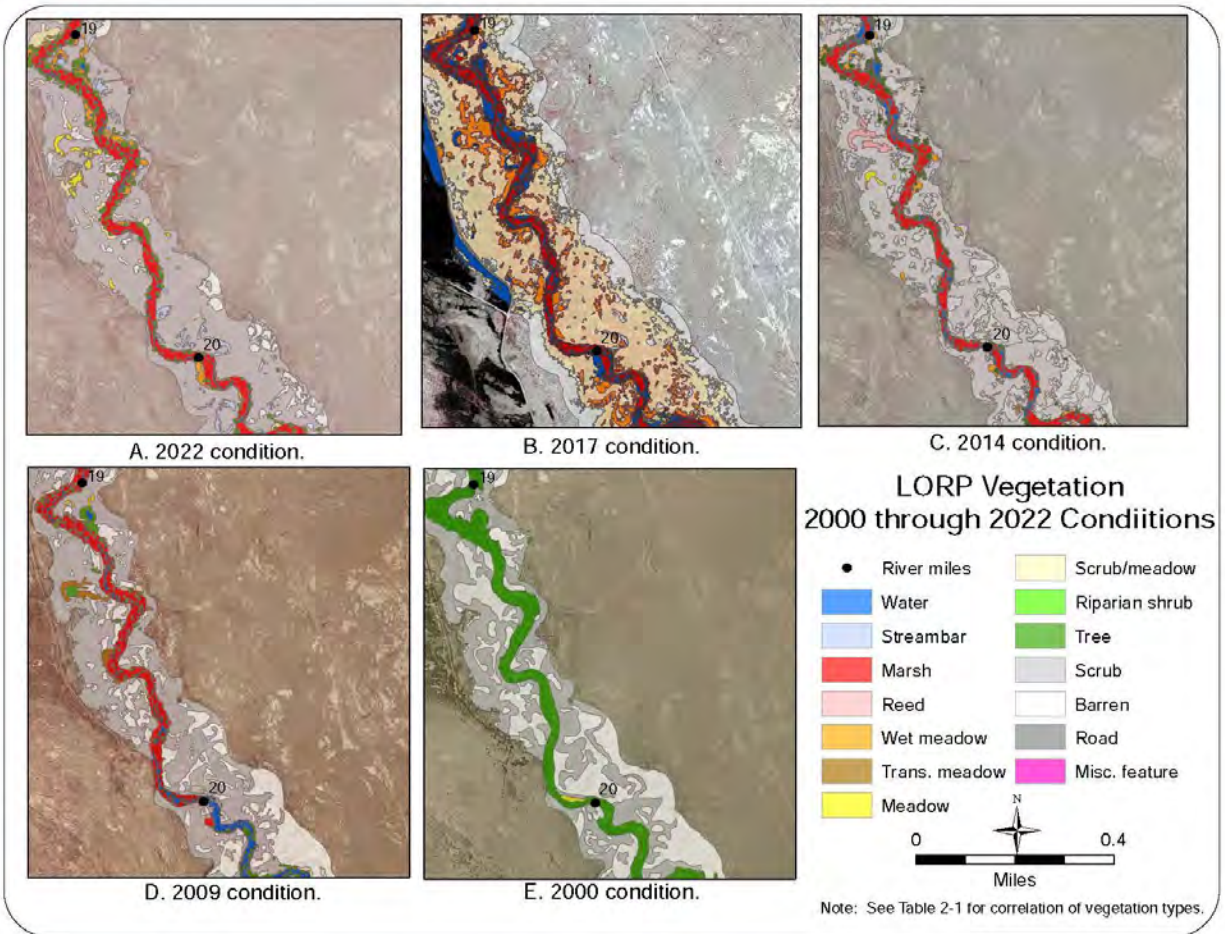 19
20
A. 2022 condition.
19
20
B. 2017 condition.
19
20
C. 2014 condition.
19
20
D. 2009 condition.
19
20
E. 2000 condition.
LORP Vegetation
2000 through 2022 Condiitions
River miles
Water
Streambar
Marsh
Reed
Wet meadow
Trans. meadow
Meadow
Scrub/meadow
Riparian shrub
Tree
Scrub
Barren
Road
Misc. feature
N
0 0.4
Miles
Note: See Table 2-1 for correlation of vegetation types.